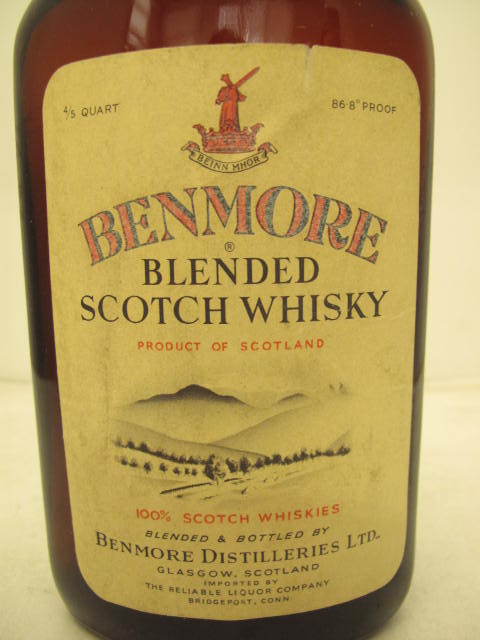 4/5 QUART
86·8° PROOF
BEINN MHOR
BENMORE
®
BLENDED
SCOTCH WHISKY
PRODUCT OF SCOTLAND
100% SCOTCH WHISKIES
BLENDED & BOTTLED BY
BENMORE DISTILLERIES LTD.,
GLASGOW, SCOTLAND
IMPORTED BY
THE RELIABLE LIQUOR COMPANY
BRIDGEPORT, CONN.